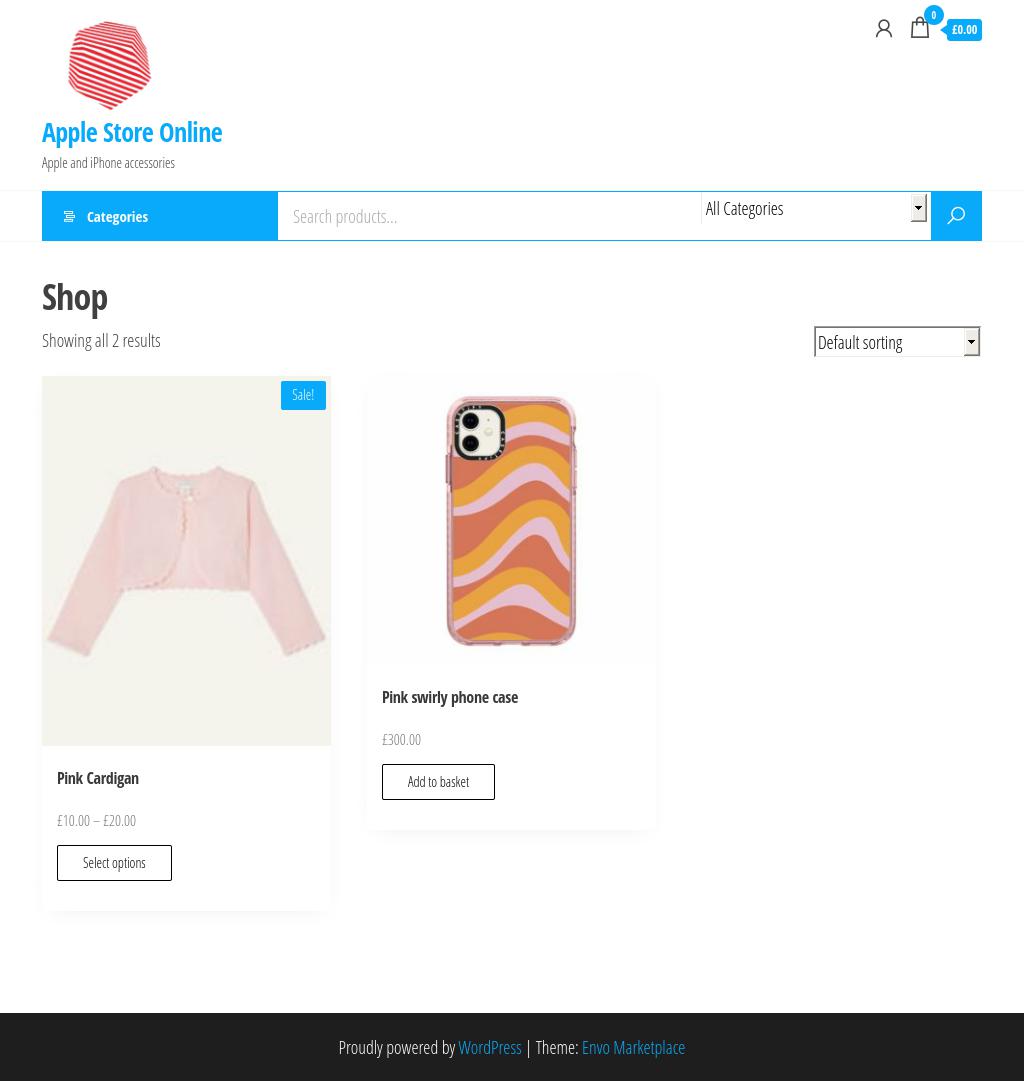 0
£0.00
Apple Store Online
Apple and iPhone accessories
Categories
Search products...
All Categories
Shop
Showing all 2 results
Default sorting
Sale!
Pink Cardigan
£10.00 – £20.00
Select options
Pink swirly phone case
£300.00
Add to basket
Proudly powered by WordPress | Theme: Envo Marketplace